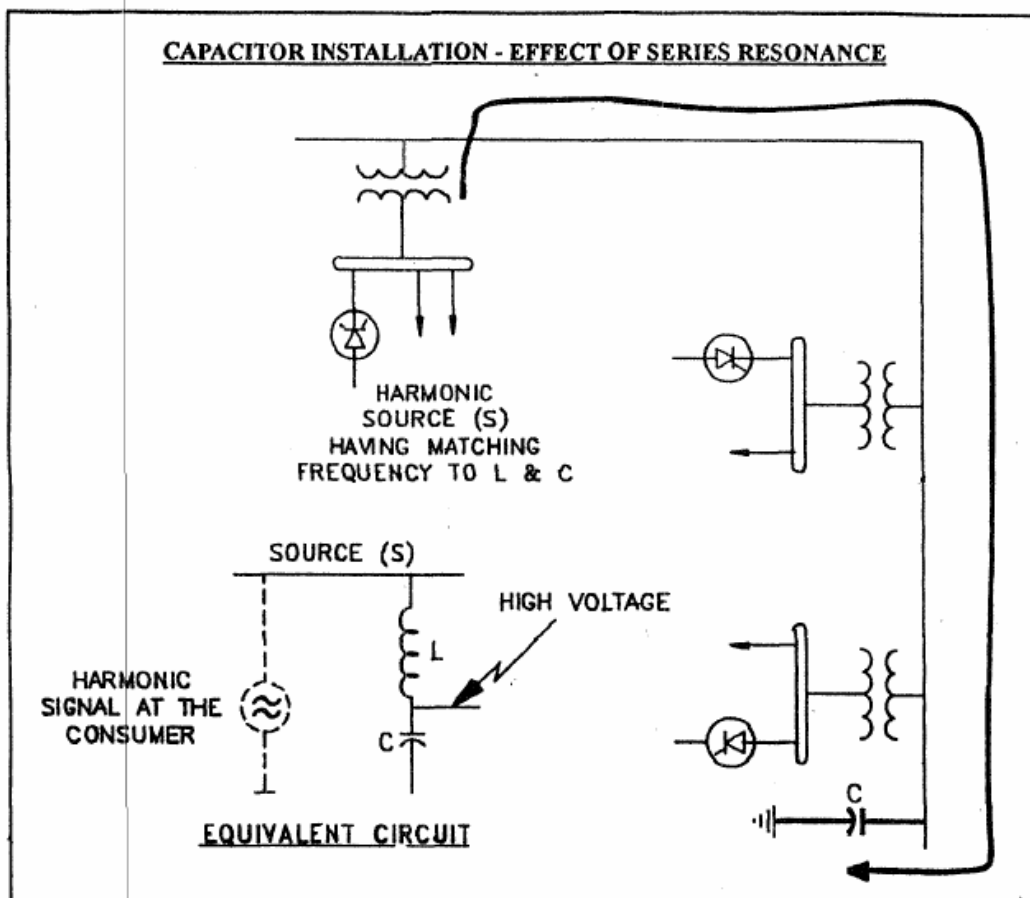 CAPACITOR INSTALLATION - EFFECT OF SERIES RESONANCE
HARMONIC
SOURCE (S)
HAVING MATCHING
FREQUENCY TO L & C
SOURCE (S)
HIGH VOLTAGE
L
HARMONIC
SIGNAL AT THE
CONSUMER
C
EQUIVALENT CIRCUIT
C